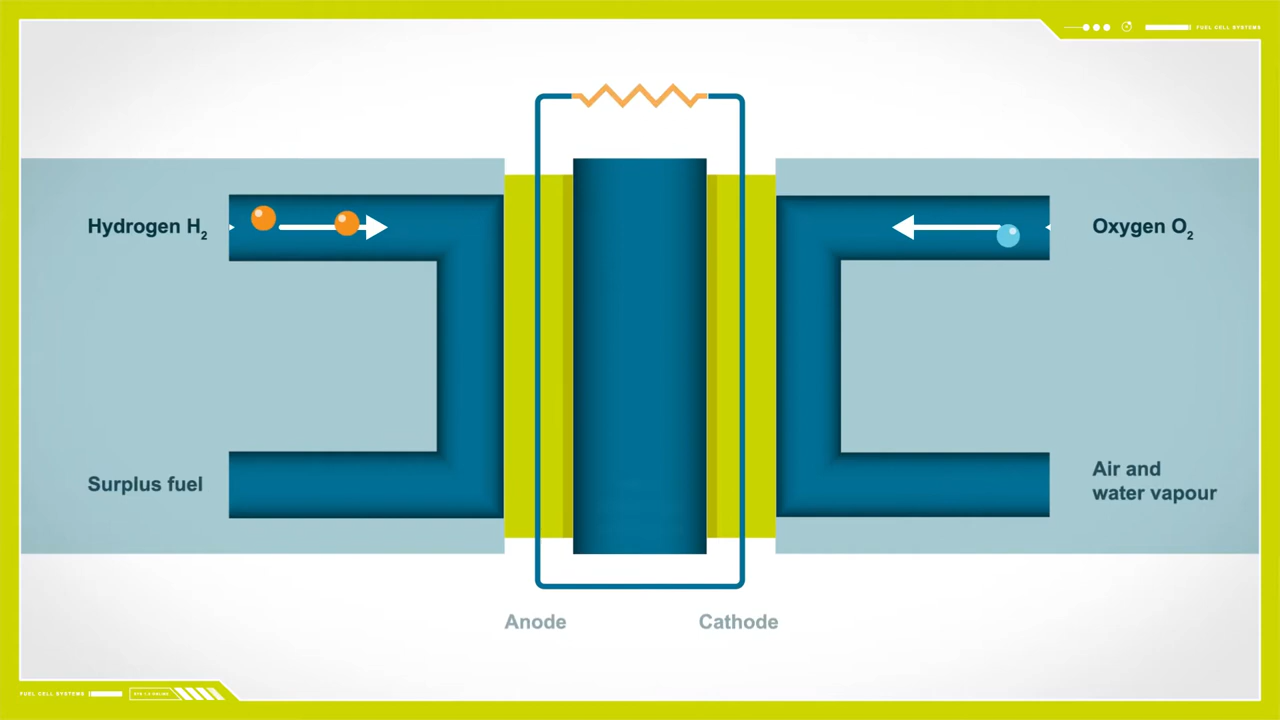 FUEL CELL SYSTEMS
Hydrogen H₂
Oxygen O₂
Surplus fuel
Air and
water vapour
Anode
Cathode
FUEL CELL SYSTEMS